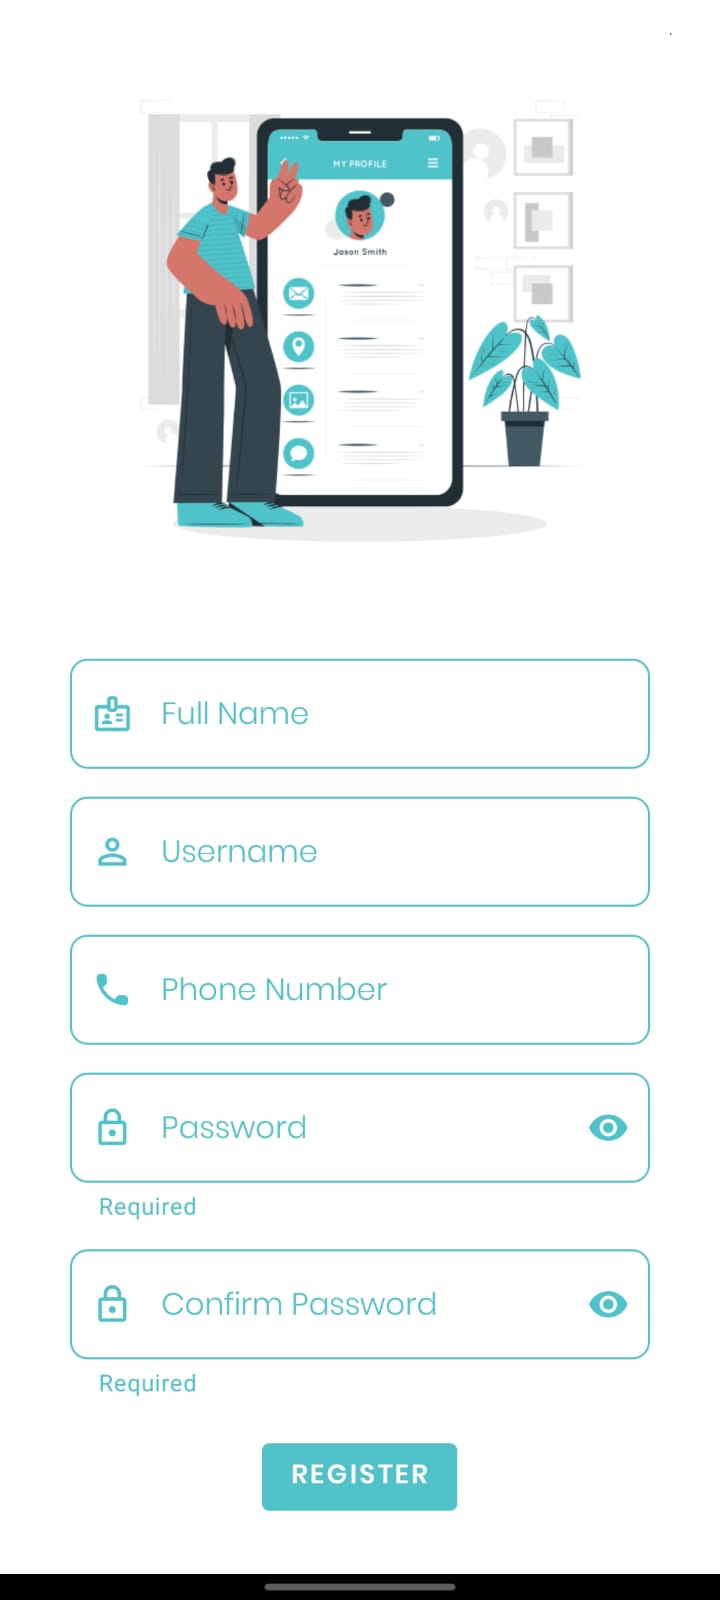 MY PROFILE
Jason Smith
Full Name
Username
Phone Number
Password
Required
Confirm Password
Required
REGISTER